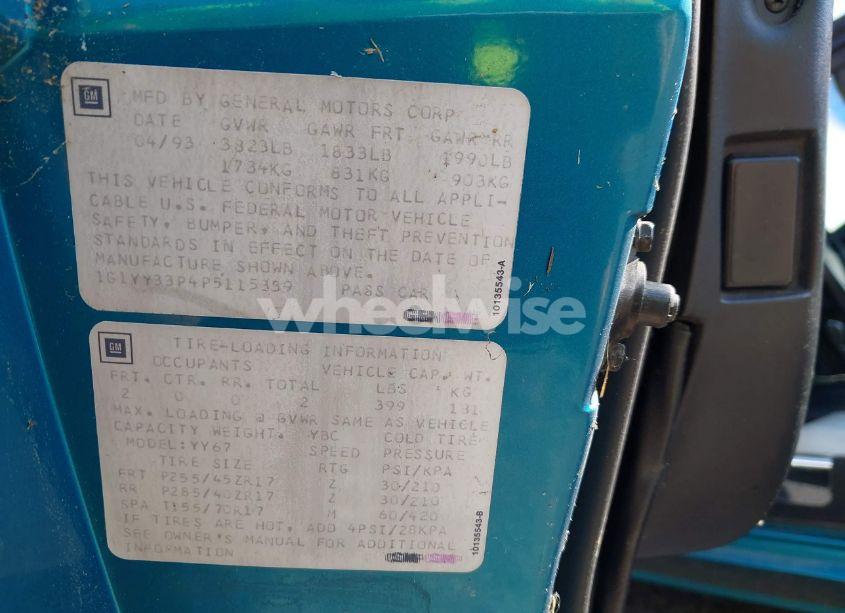 GM
MFD BY GENERAL MOTORS CORP
DATE GVWR GAWR FRT GAWR RR
04/93 3823LB 1833LB 1990LB
1734KG 831KG 903KG
THIS VEHICLE CONFORMS TO ALL APPLI-
CABLE U.S. FEDERAL MOTOR VEHICLE
SAFETY, BUMPER, AND THEFT PREVENTION
STANDARDS IN EFFECT ON THE DATE OF
MANUFACTURE SHOWN ABOVE.
1G1YY33P4P5115359 PASS CAR
10135543-A
wheelwise
GM
TIRE-LOADING INFORMATION
OCCUPANTS VEHICLE CAP. WT.
FRT. CTR. RR. TOTAL LBS KG
2 0 0 2 399 181
MAX. LOADING @ GVWR SAME AS VEHICLE
CAPACITY WEIGHT. YBC COLD TIRE
MODEL:YY67 SPEED PRESSURE
TIRE SIZE RTG PSI/KPA
FRT P255/45ZR17 Z 30/210
RR P285/40ZR17 Z 30/210
SPA T155/70R17 M 60/420
IF TIRES ARE HOT, ADD 4PSI/28KPA
SEE OWNER'S MANUAL FOR ADDITIONAL
INFORMATION
10135543-B